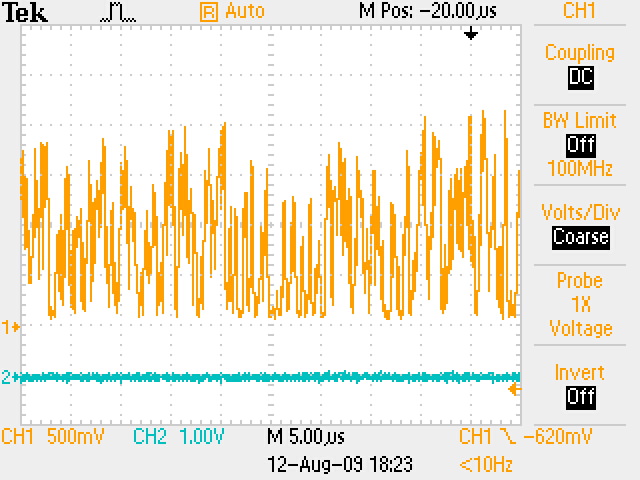 Tek R Auto M Pos: -20.00µs CH1
Coupling
DC
BW Limit
Off
100MHz
Volts/Div
Coarse
Probe
1X
Voltage
Invert
Off
1
2
CH1 500mV CH2 1.00V M 5.00µs CH1 -620mV
12-Aug-09 18:23 <10Hz